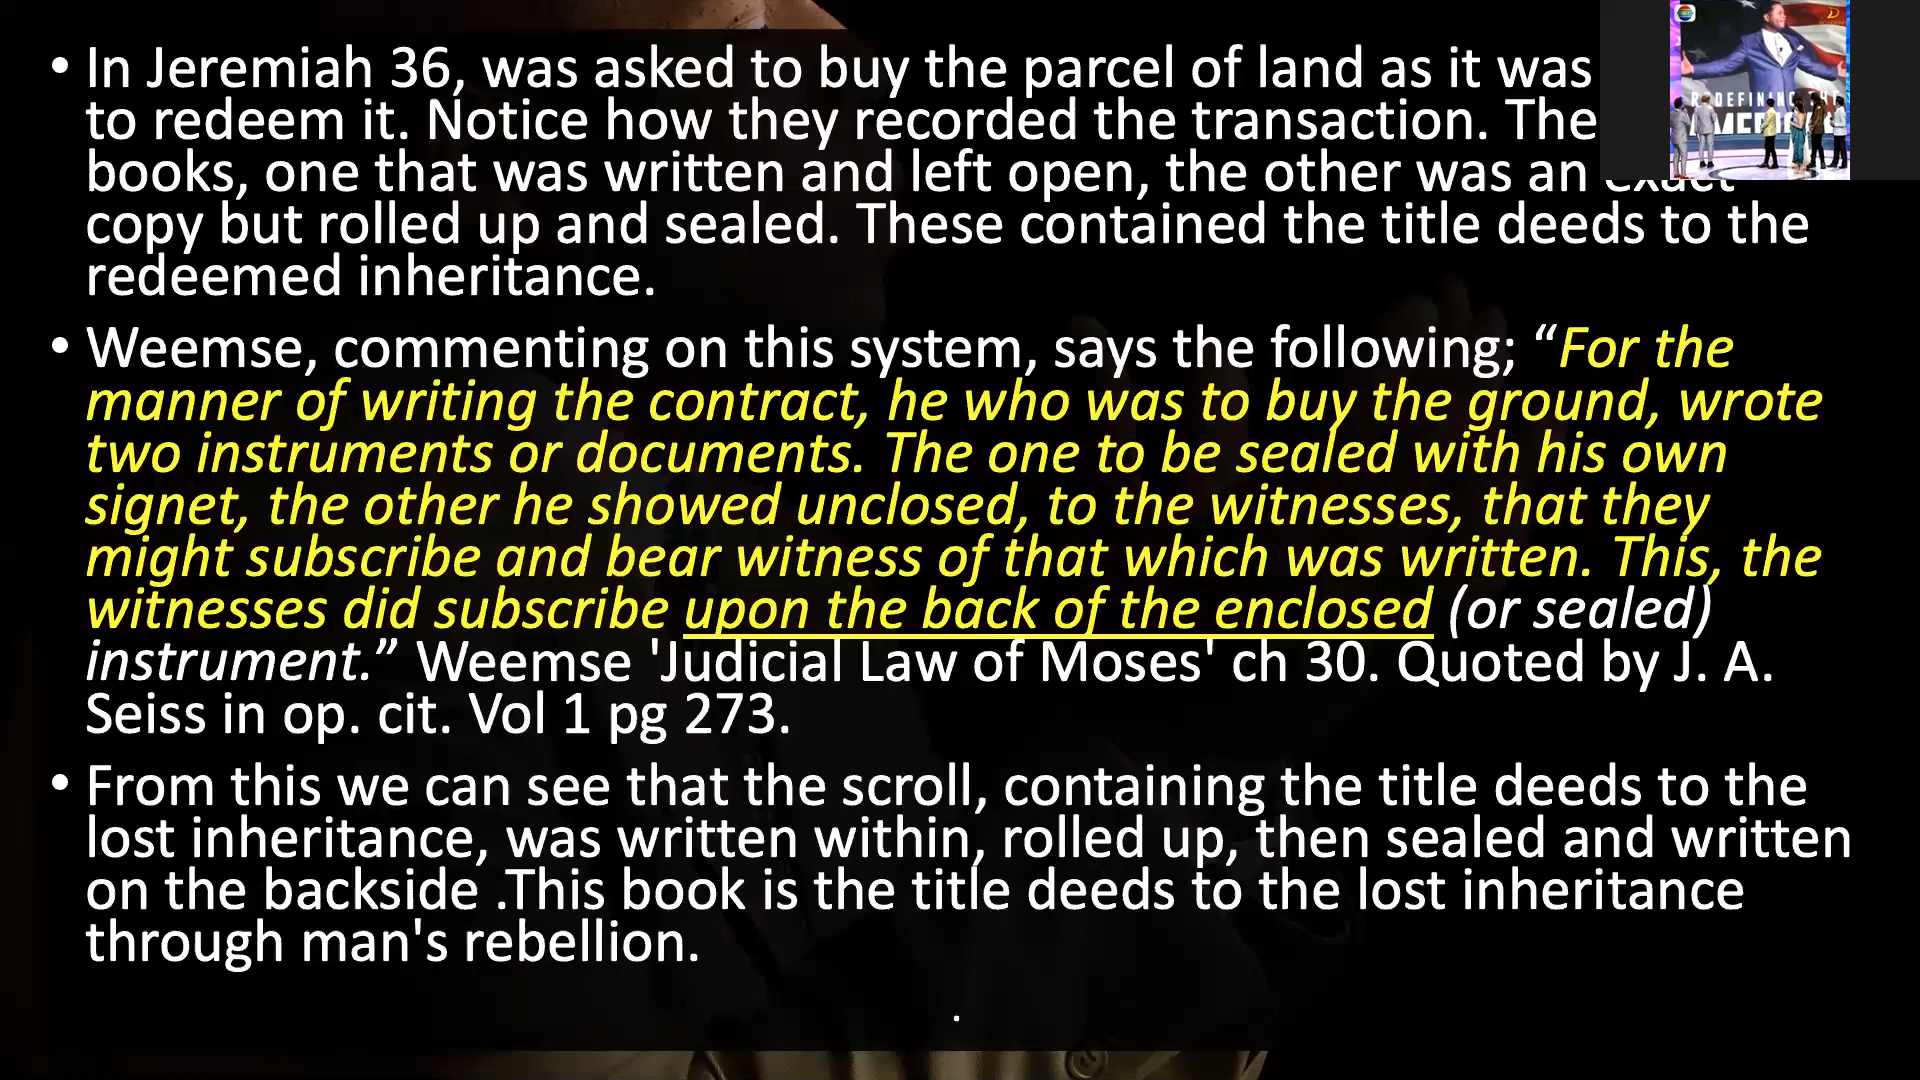 • In Jeremiah 36, was asked to buy the parcel of land as it was
to redeem it. Notice how they recorded the transaction. The
books, one that was written and left open, the other was an exact
copy but rolled up and sealed. These contained the title deeds to the
redeemed inheritance.
• Weemse, commenting on this system, says the following; “For the
manner of writing the contract, he who was to buy the ground, wrote
two instruments or documents. The one to be sealed with his own
signet, the other he showed unclosed, to the witnesses, that they
might subscribe and bear witness of that which was written. This, the
witnesses did subscribe upon the back of the enclosed (or sealed)
instrument.” Weemse 'Judicial Law of Moses' ch 30. Quoted by J. A.
Seiss in op. cit. Vol 1 pg 273.
• From this we can see that the scroll, containing the title deeds to the
lost inheritance, was written within, rolled up, then sealed and written
on the backside .This book is the title deeds to the lost inheritance
through man's rebellion.
.
REDEFINING THE